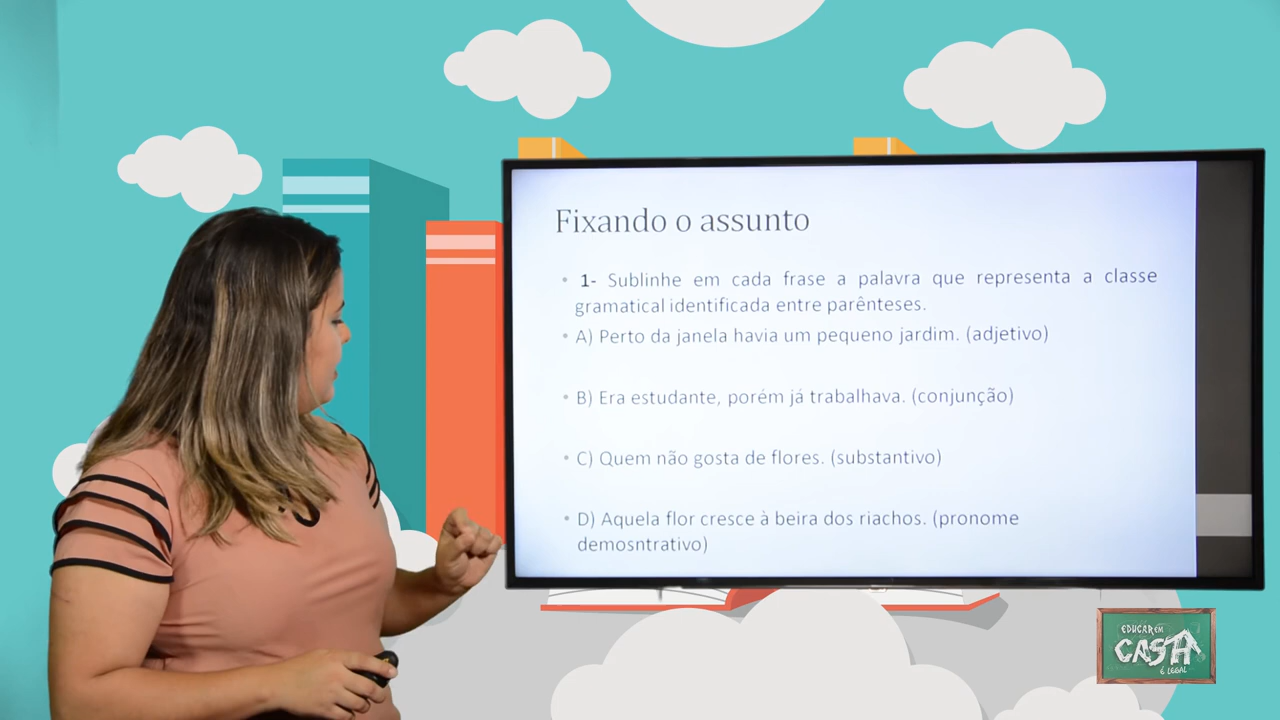 Fixando o assunto
1- Sublinhe em cada frase a palavra que representa a classe
gramatical identificada entre parênteses.
A) Perto da janela havia um pequeno jardim. (adjetivo)
B) Era estudante, porém já trabalhava. (conjunção)
C) Quem não gosta de flores. (substantivo)
D) Aquela flor cresce à beira dos riachos. (pronome
demosntrativo)
EDUCAR EM
CASA
É LEGAL